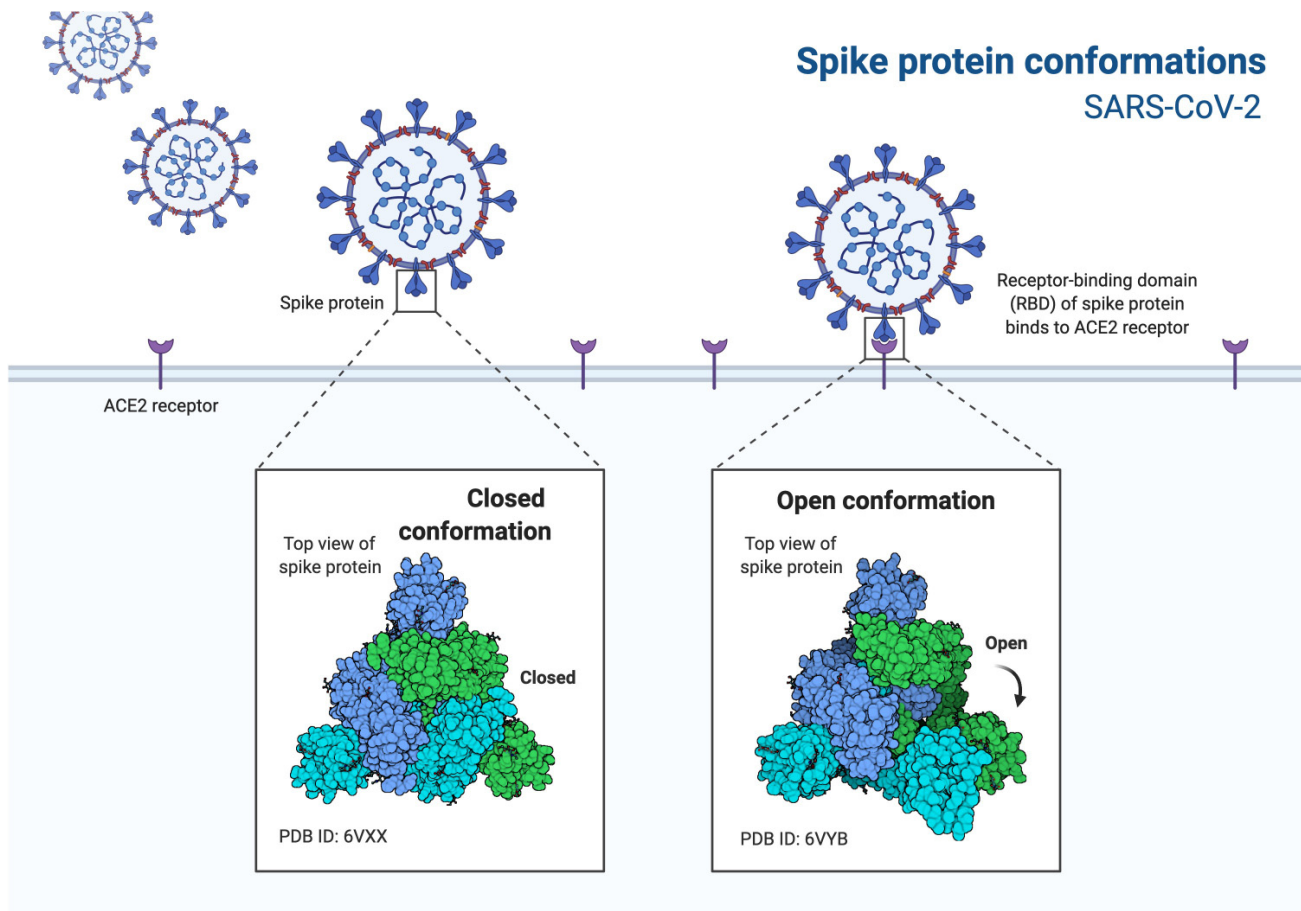 Spike protein conformations
SARS-CoV-2
Spike protein
Receptor-binding domain
(RBD) of spike protein
binds to ACE2 receptor
ACE2 receptor
Closed
conformation
Top view of
spike protein
Closed
PDB ID: 6VXX
Open conformation
Top view of
spike protein
Open
PDB ID: 6VYB